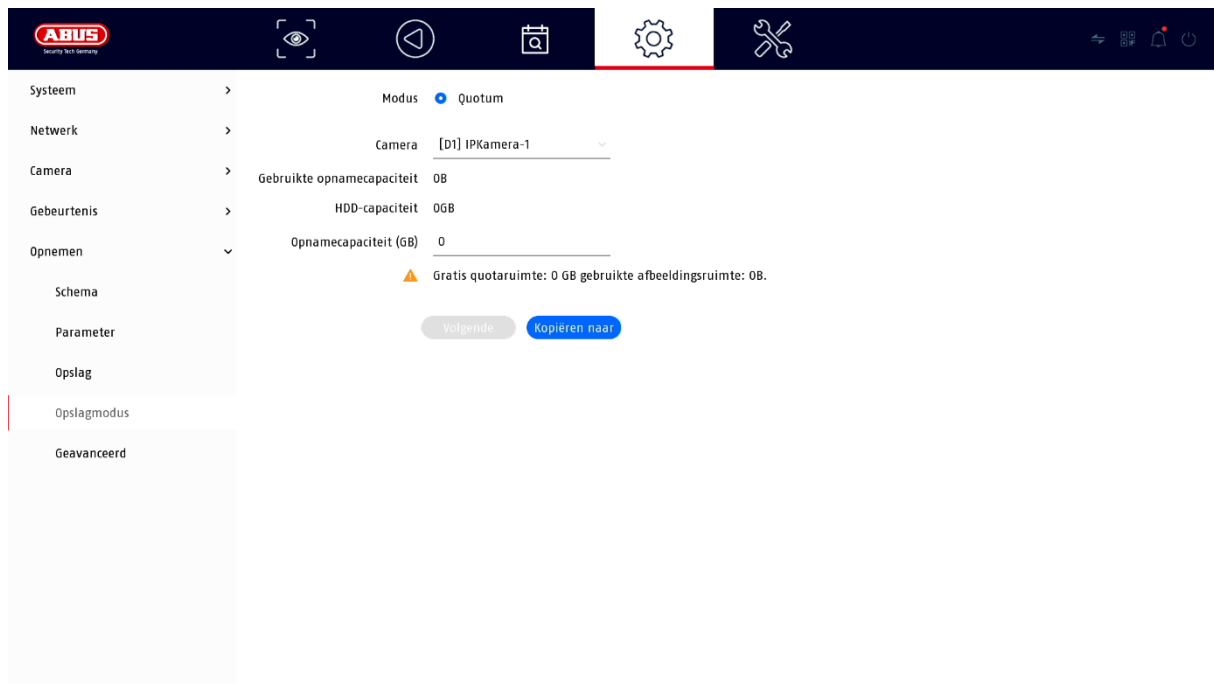 ABUS
Security Tech Germany
Systeem
Netwerk
Camera
Gebeurtenis
Opnemen
Schema
Parameter
Opslag
Opslagmodus
Geavanceerd
Modus Quotum
Camera [D1] IPKamera-1
Gebruikte opnamecapaciteit 0B
HDD-capaciteit 0GB
Opnamecapaciteit (GB) 0
Gratis quotaruimte: 0 GB gebruikte afbeeldingsruimte: 0B.
Volgende Kopiëren naar